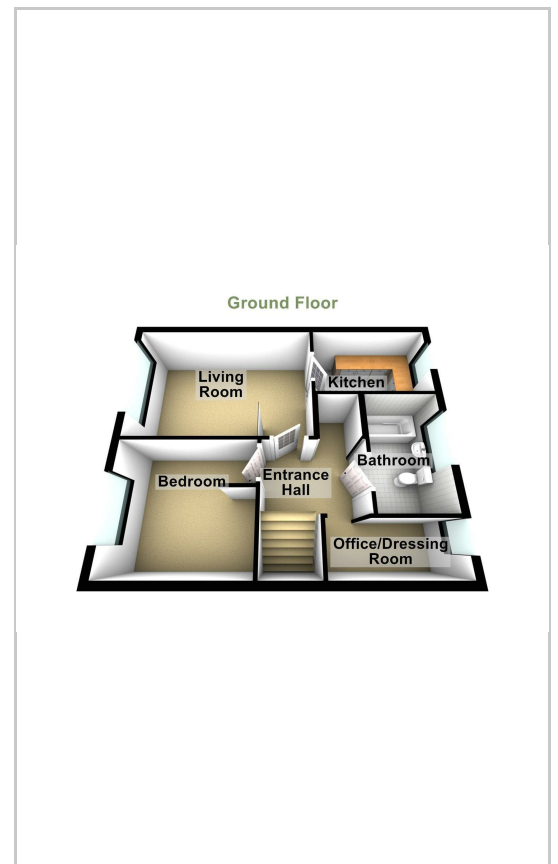 Ground Floor
Living
Room
Kitchen
Bedroom
Entrance
Hall
Bathroom
Office/Dressing
Room